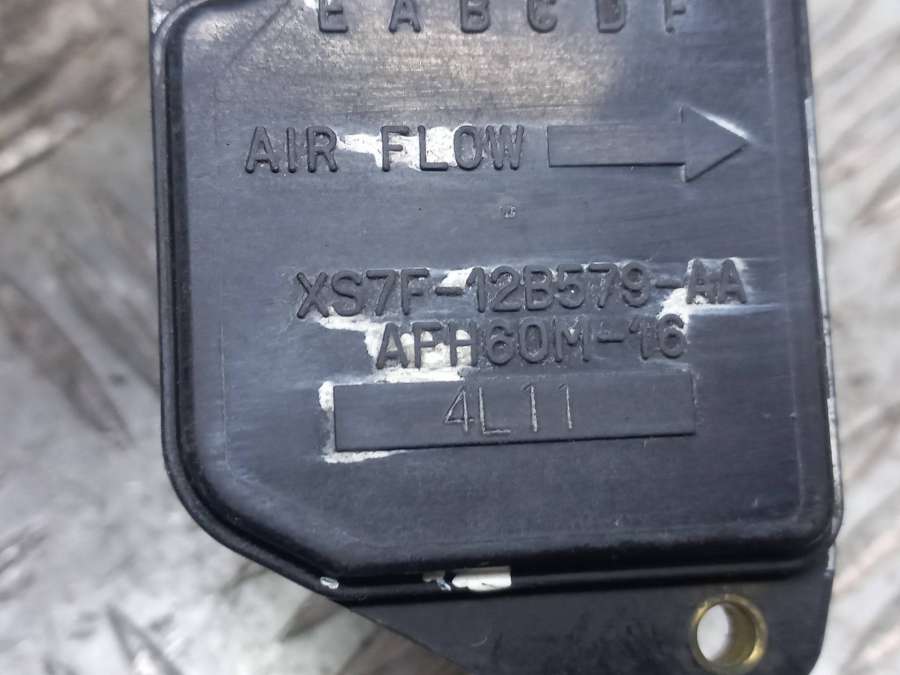 E A B C D F
AIR FLOW
XS7F-12B579-AA
AFH60M-16
4L11